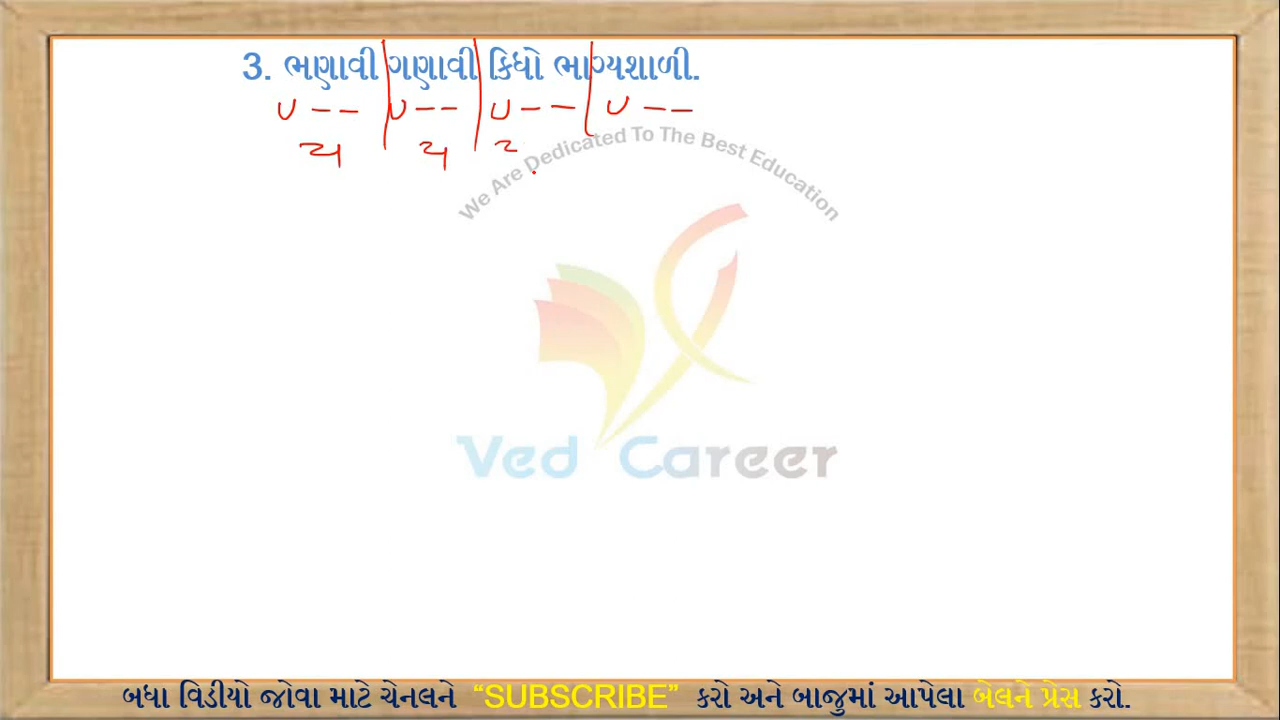 3. ભણાવી ગણાવી કિધો ભાગ્યશાળી.
U – – U – – U – – U – –
ય ય
We Are Dedicated To The Best Education
Ved Career
બધા વિડીયો જોવા માટે ચેનલને “SUBSCRIBE” કરો અને બાજુમાં આપેલા બેલને પ્રેસ કરો.